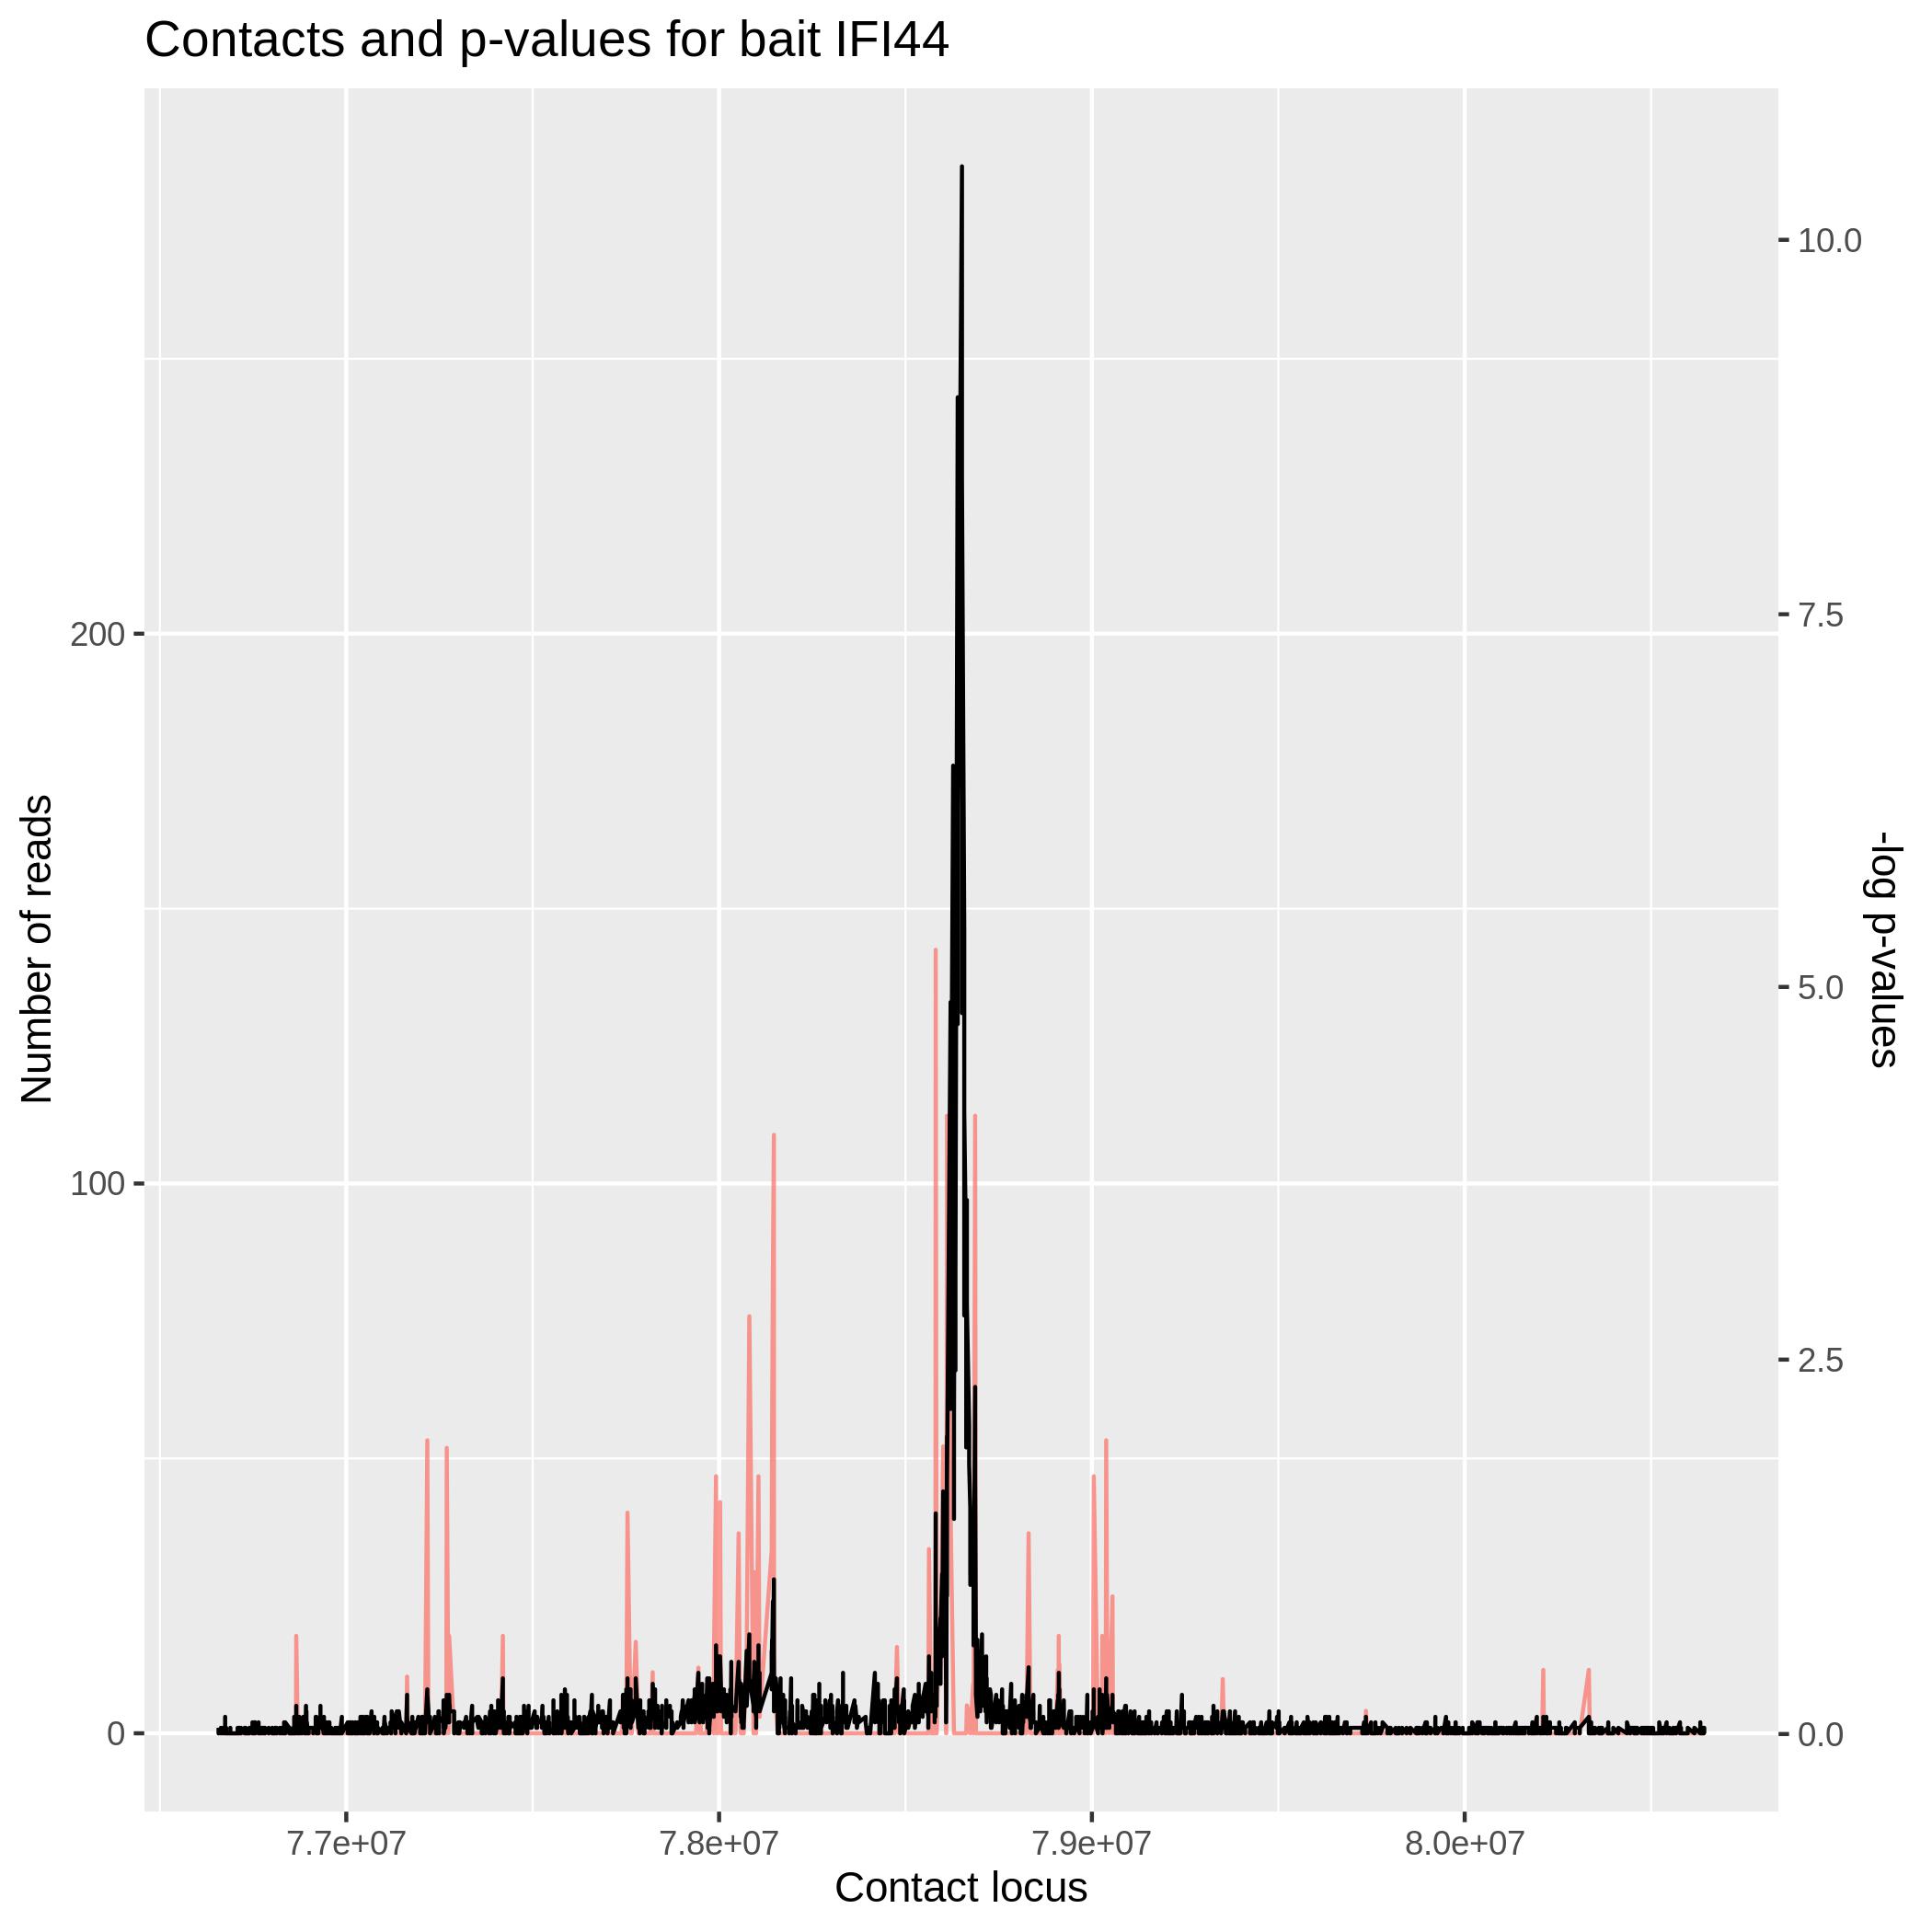 Contacts and p-values for bait IFI44
10.0
7.5
5.0
2.5
0.0
-log p-values
200
100
0
Number of reads
7.7e+07
7.8e+07
7.9e+07
8.0e+07
Contact locus